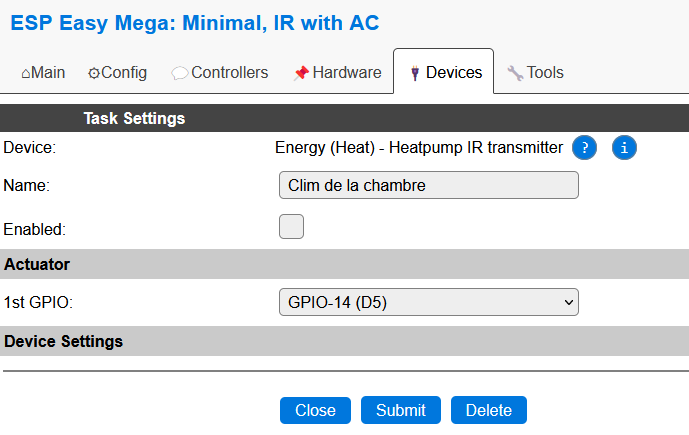 ESP Easy Mega: Minimal, IR with AC
Main Config Controllers Hardware Devices Tools
Task Settings
Device: Energy (Heat) - Heatpump IR transmitter ? i
Name: Clim de la chambre
Enabled:
Actuator
1st GPIO: GPIO-14 (D5)
Device Settings
Close Submit Delete